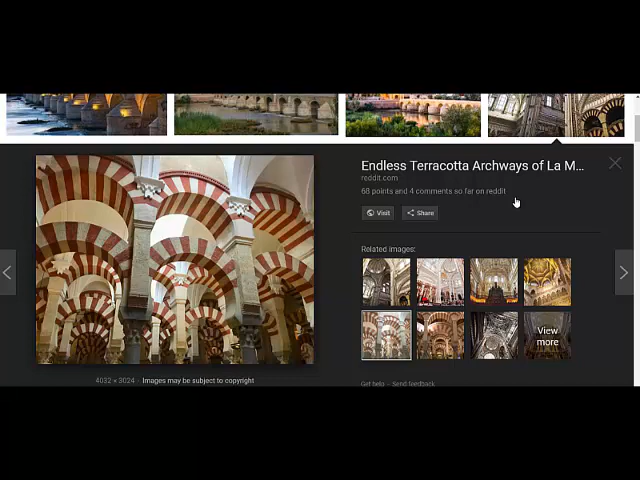 Endless Terracotta Archways of La M...
reddit.com
68 points and 4 comments so far on reddit
Visit
Share
Related images:
View
more
4032 × 3024 - Images may be subject to copyright
Get help - Send feedback